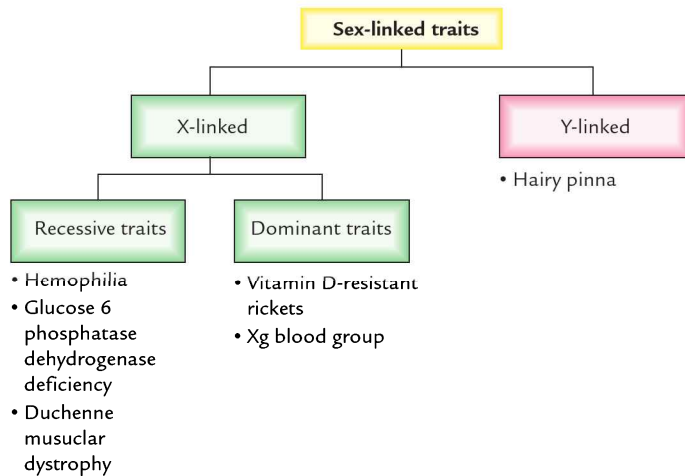 Sex-linked traits
X-linked
Y-linked
• Hairy pinna
Recessive traits
Dominant traits
• Hemophilia
• Glucose 6
phosphatase
dehydrogenase
deficiency
• Duchenne
musuclar
dystrophy
• Vitamin D-resistant
rickets
• Xg blood group